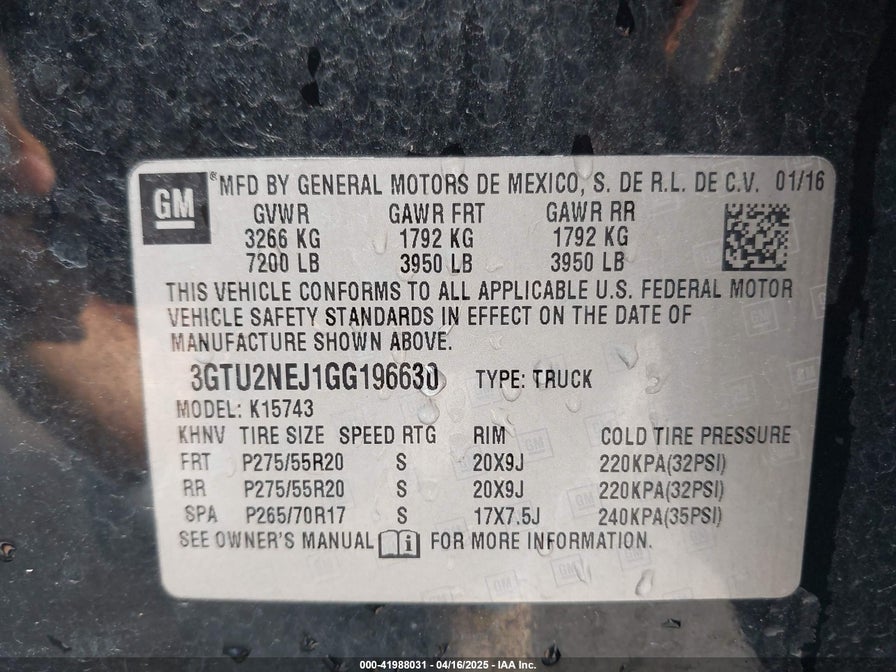 GM
® MFD BY GENERAL MOTORS DE MEXICO, S. DE R.L. DE C.V. 01/16
GVWR GAWR FRT GAWR RR
3266 KG 1792 KG 1792 KG
7200 LB 3950 LB 3950 LB
THIS VEHICLE CONFORMS TO ALL APPLICABLE U.S. FEDERAL MOTOR
VEHICLE SAFETY STANDARDS IN EFFECT ON THE DATE OF
MANUFACTURE SHOWN ABOVE.
3GTU2NEJ1GG196630 TYPE: TRUCK
MODEL: K15743
KHNV TIRE SIZE SPEED RTG RIM COLD TIRE PRESSURE
FRT P275/55R20 S 20X9J 220KPA(32PSI)
RR P275/55R20 S 20X9J 220KPA(32PSI)
SPA P265/70R17 S 17X7.5J 240KPA(35PSI)
SEE OWNER'S MANUAL i FOR MORE INFORMATION.
000-41988031 - 04/16/2025 - IAA Inc.